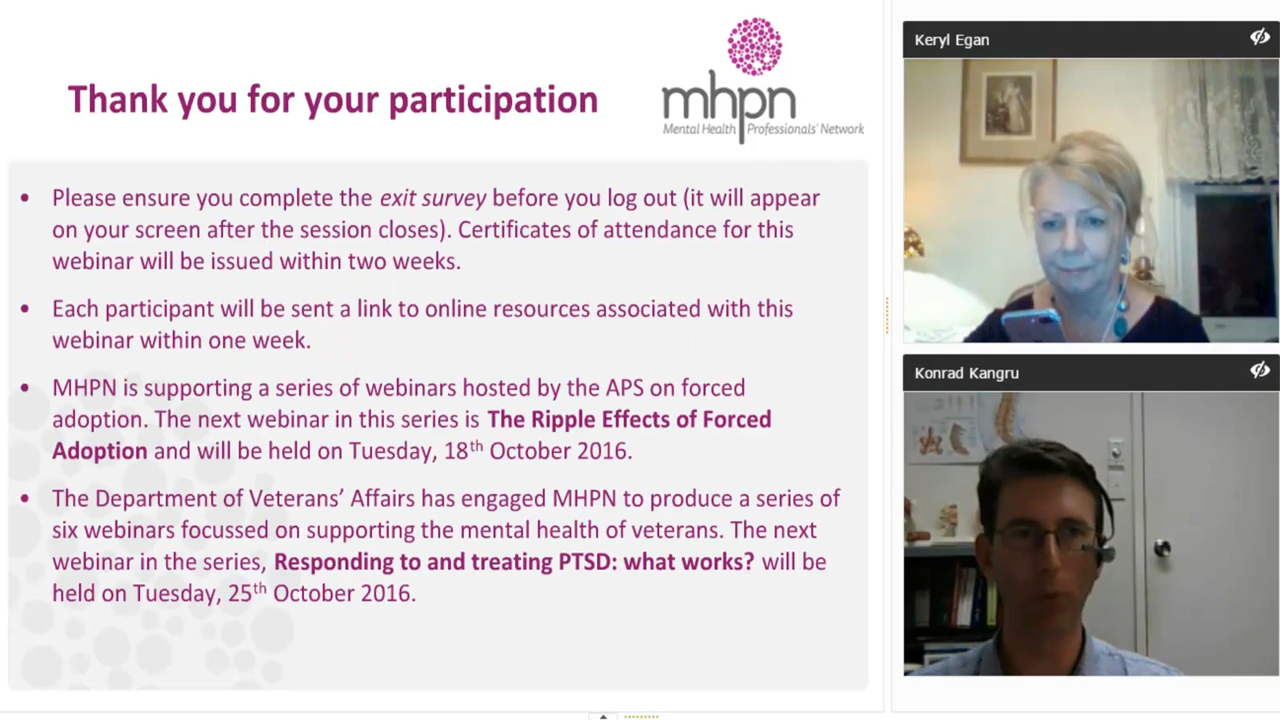 Thank you for your participation
mhpn
Mental Health Professionals' Network
• Please ensure you complete the exit survey before you log out (it will appear
on your screen after the session closes). Certificates of attendance for this
webinar will be issued within two weeks.
• Each participant will be sent a link to online resources associated with this
webinar within one week.
• MHPN is supporting a series of webinars hosted by the APS on forced
adoption. The next webinar in this series is The Ripple Effects of Forced
Adoption and will be held on Tuesday, 18th October 2016.
• The Department of Veterans’ Affairs has engaged MHPN to produce a series of
six webinars focussed on supporting the mental health of veterans. The next
webinar in the series, Responding to and treating PTSD: what works? will be
held on Tuesday, 25th October 2016.
Keryl Egan
Konrad Kangru